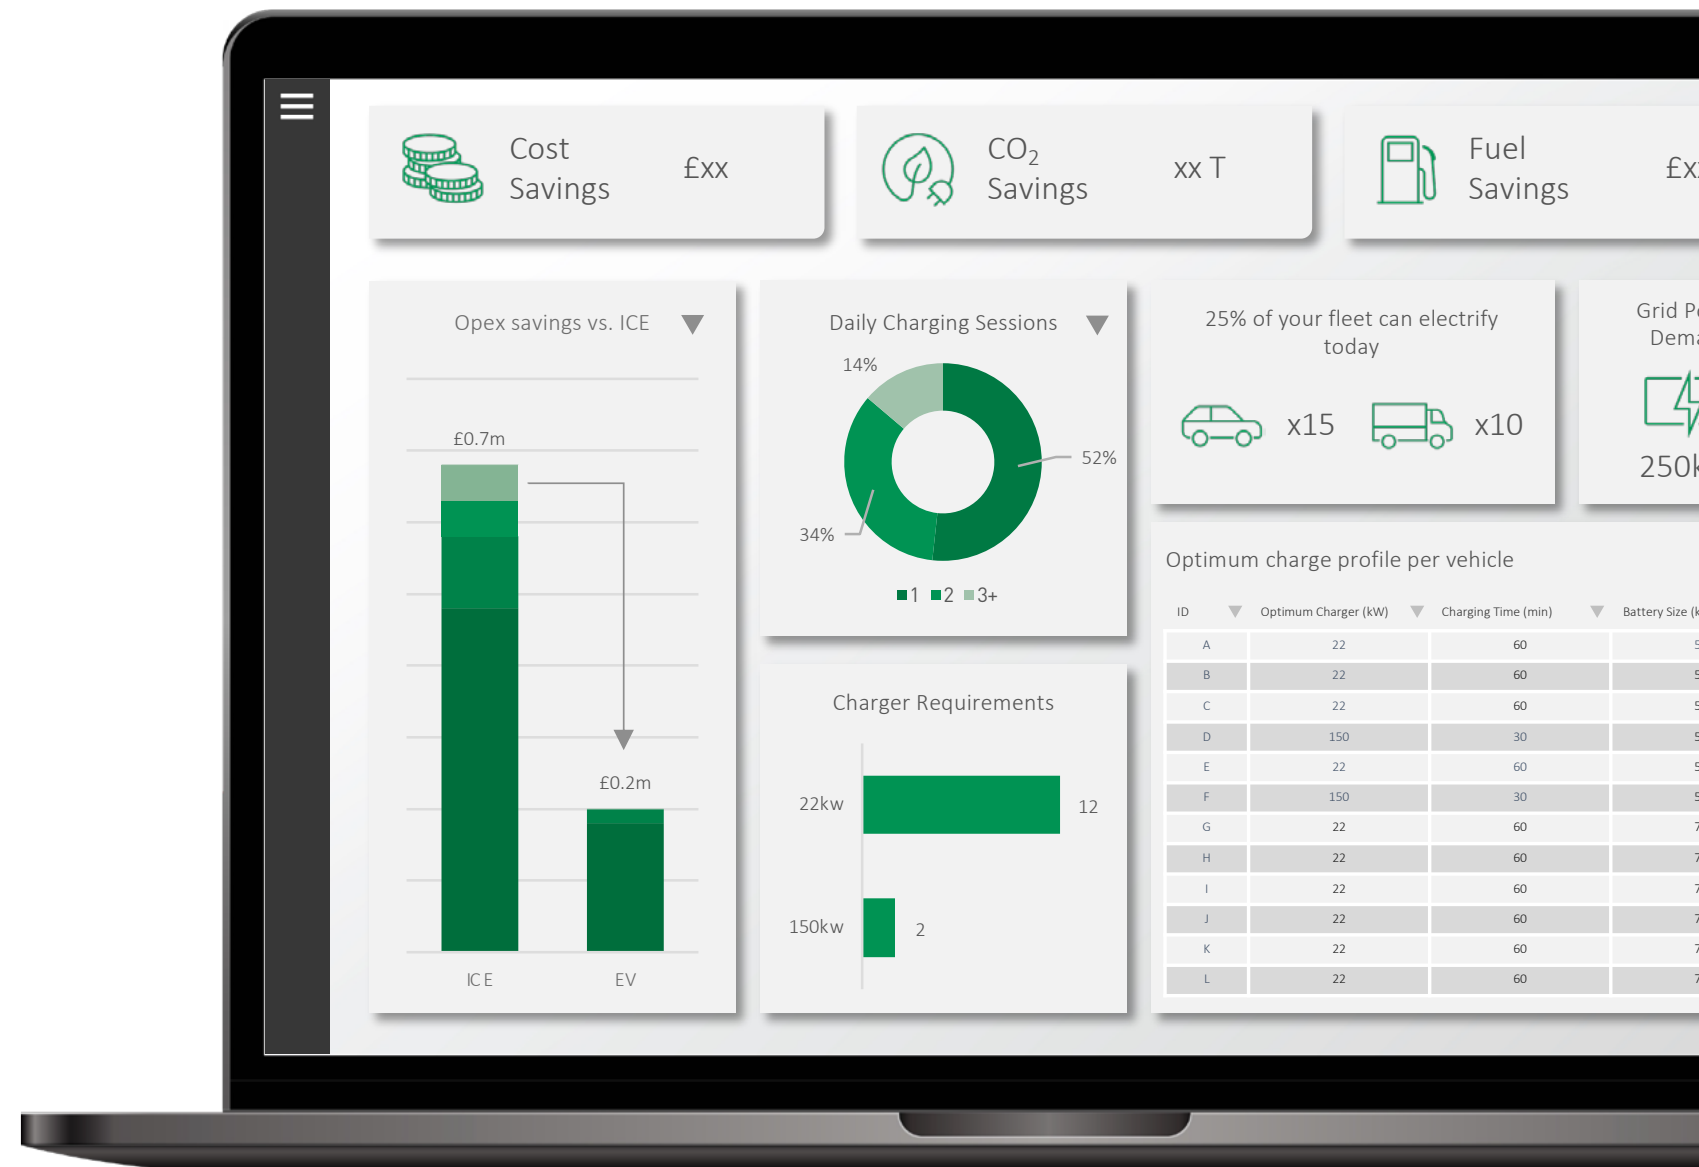 Cost
Savings
£xx
CO₂
Savings
xx T
Fuel
Savings
Opex savings vs. ICE
£0.7m
£0.2m
ICE
EV
Daily Charging Sessions
14%
52%
34%
1 2 3+
Charger Requirements
22kw
12
150kw
2
25% of your fleet can electrify
today
x15
x10
Grid
Optimum charge profile per vehicle
ID Optimum Charger (kW) Charging Time (min) Battery Size
A 22 60
B 22 60
C 22 60
D 150 30
E 22 60
F 150 30
G 22 60
H 22 60
I 22 60
J 22 60
K 22 60
L 22 60